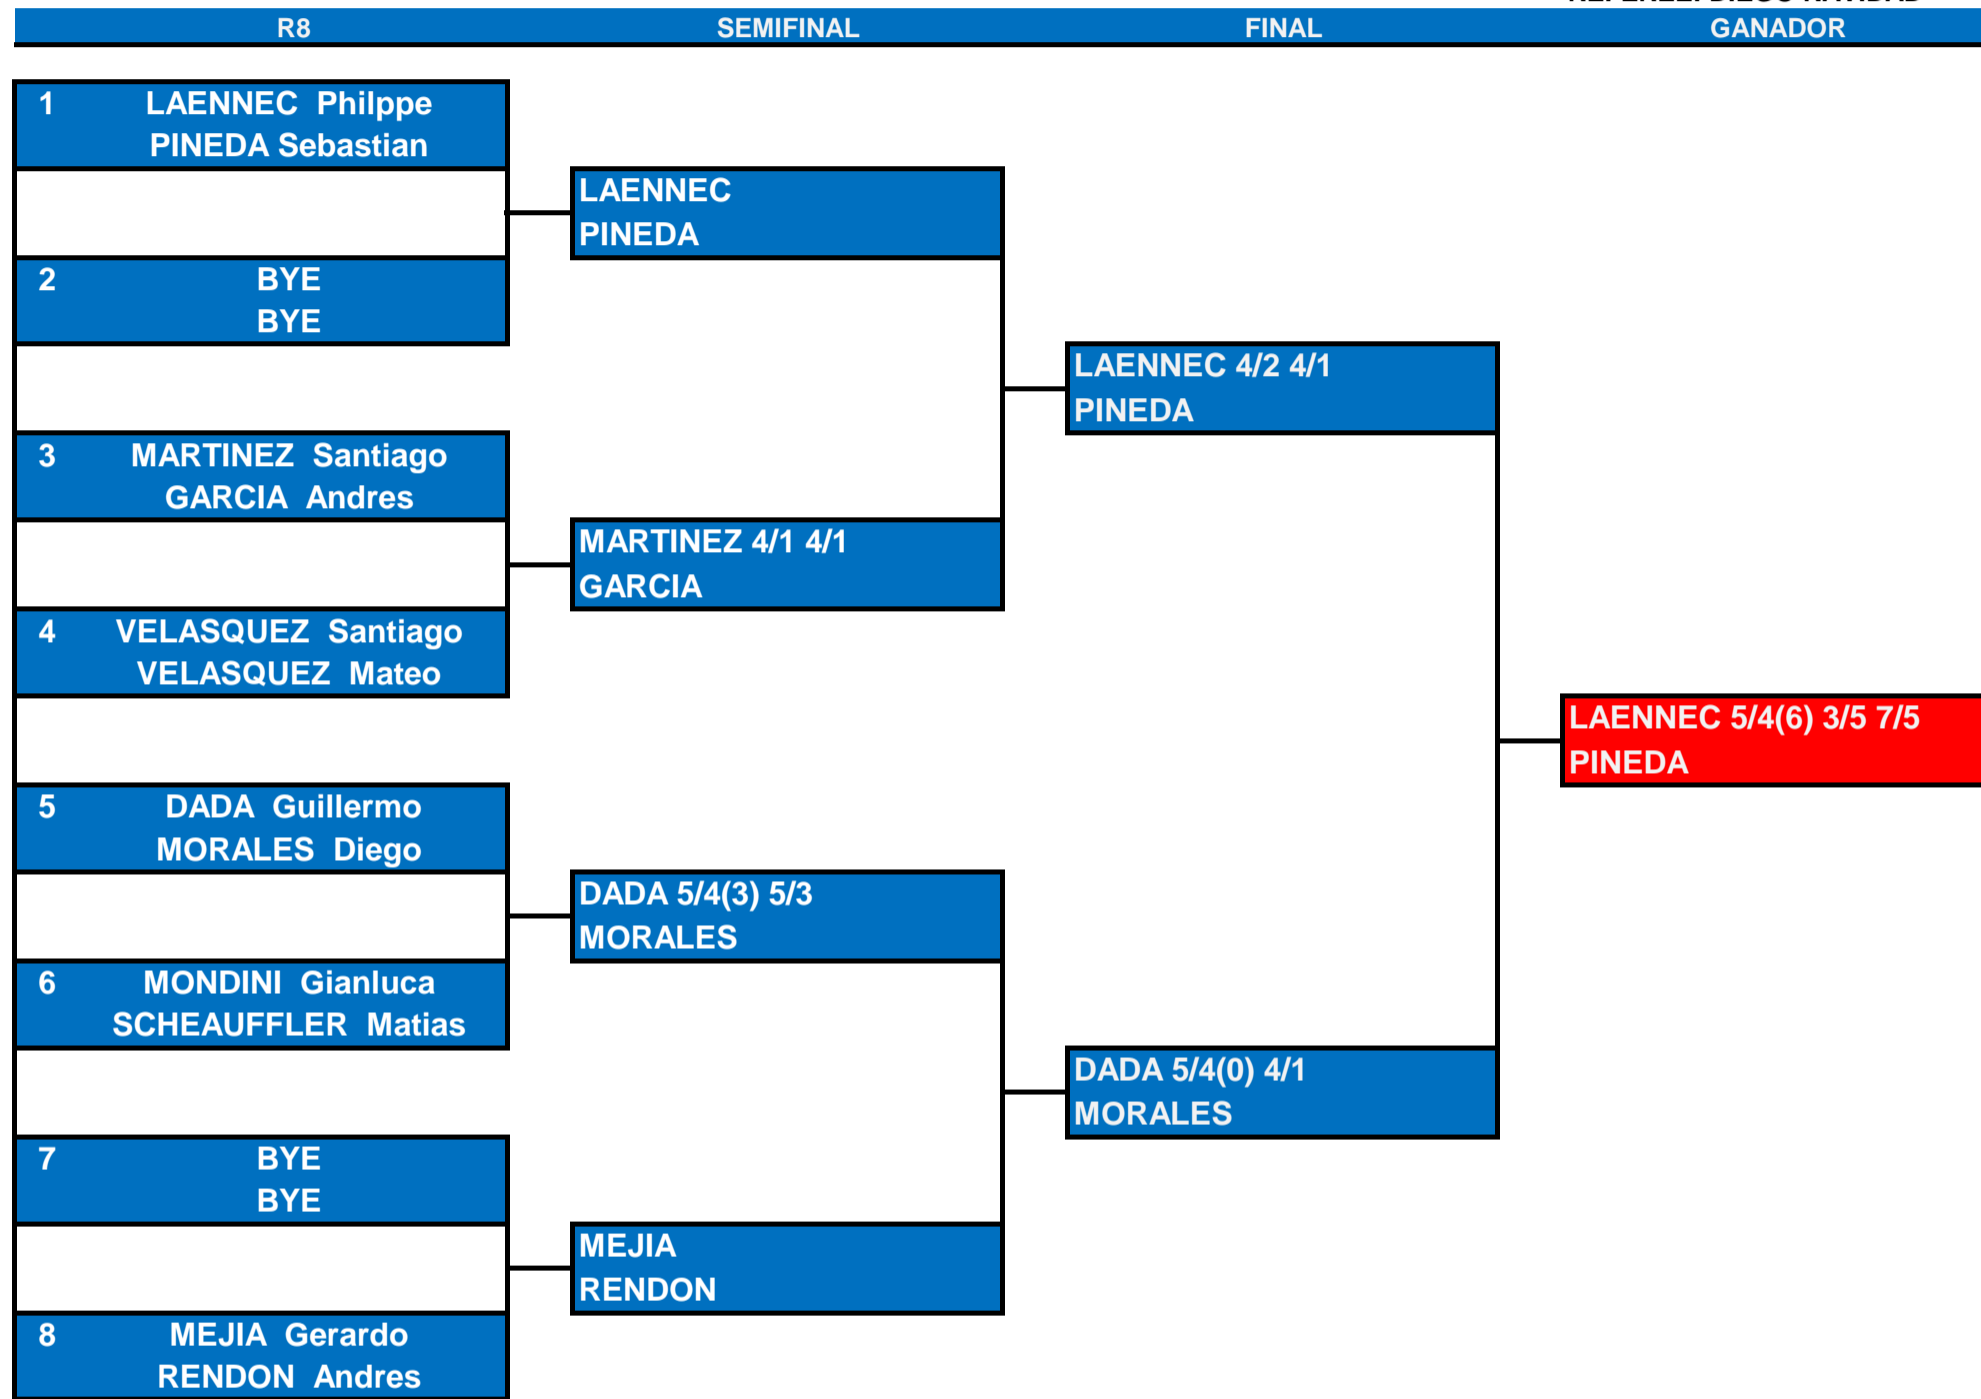 R8 SEMIFINAL FINAL GANADOR
1 LAENNEC Philppe
PINEDA Sebastian
LAENNEC
PINEDA
2 BYE
BYE
LAENNEC 4/2 4/1
PINEDA
3 MARTINEZ Santiago
GARCIA Andres
MARTINEZ 4/1 4/1
GARCIA
4 VELASQUEZ Santiago
VELASQUEZ Mateo
LAENNEC 5/4(6) 3/5 7/5
PINEDA
5 DADA Guillermo
MORALES Diego
DADA 5/4(3) 5/3
MORALES
6 MONDINI Gianluca
SCHEAUFFLER Matias
DADA 5/4(0) 4/1
MORALES
7 BYE
BYE
MEJIA
RENDON
8 MEJIA Gerardo
RENDON Andres